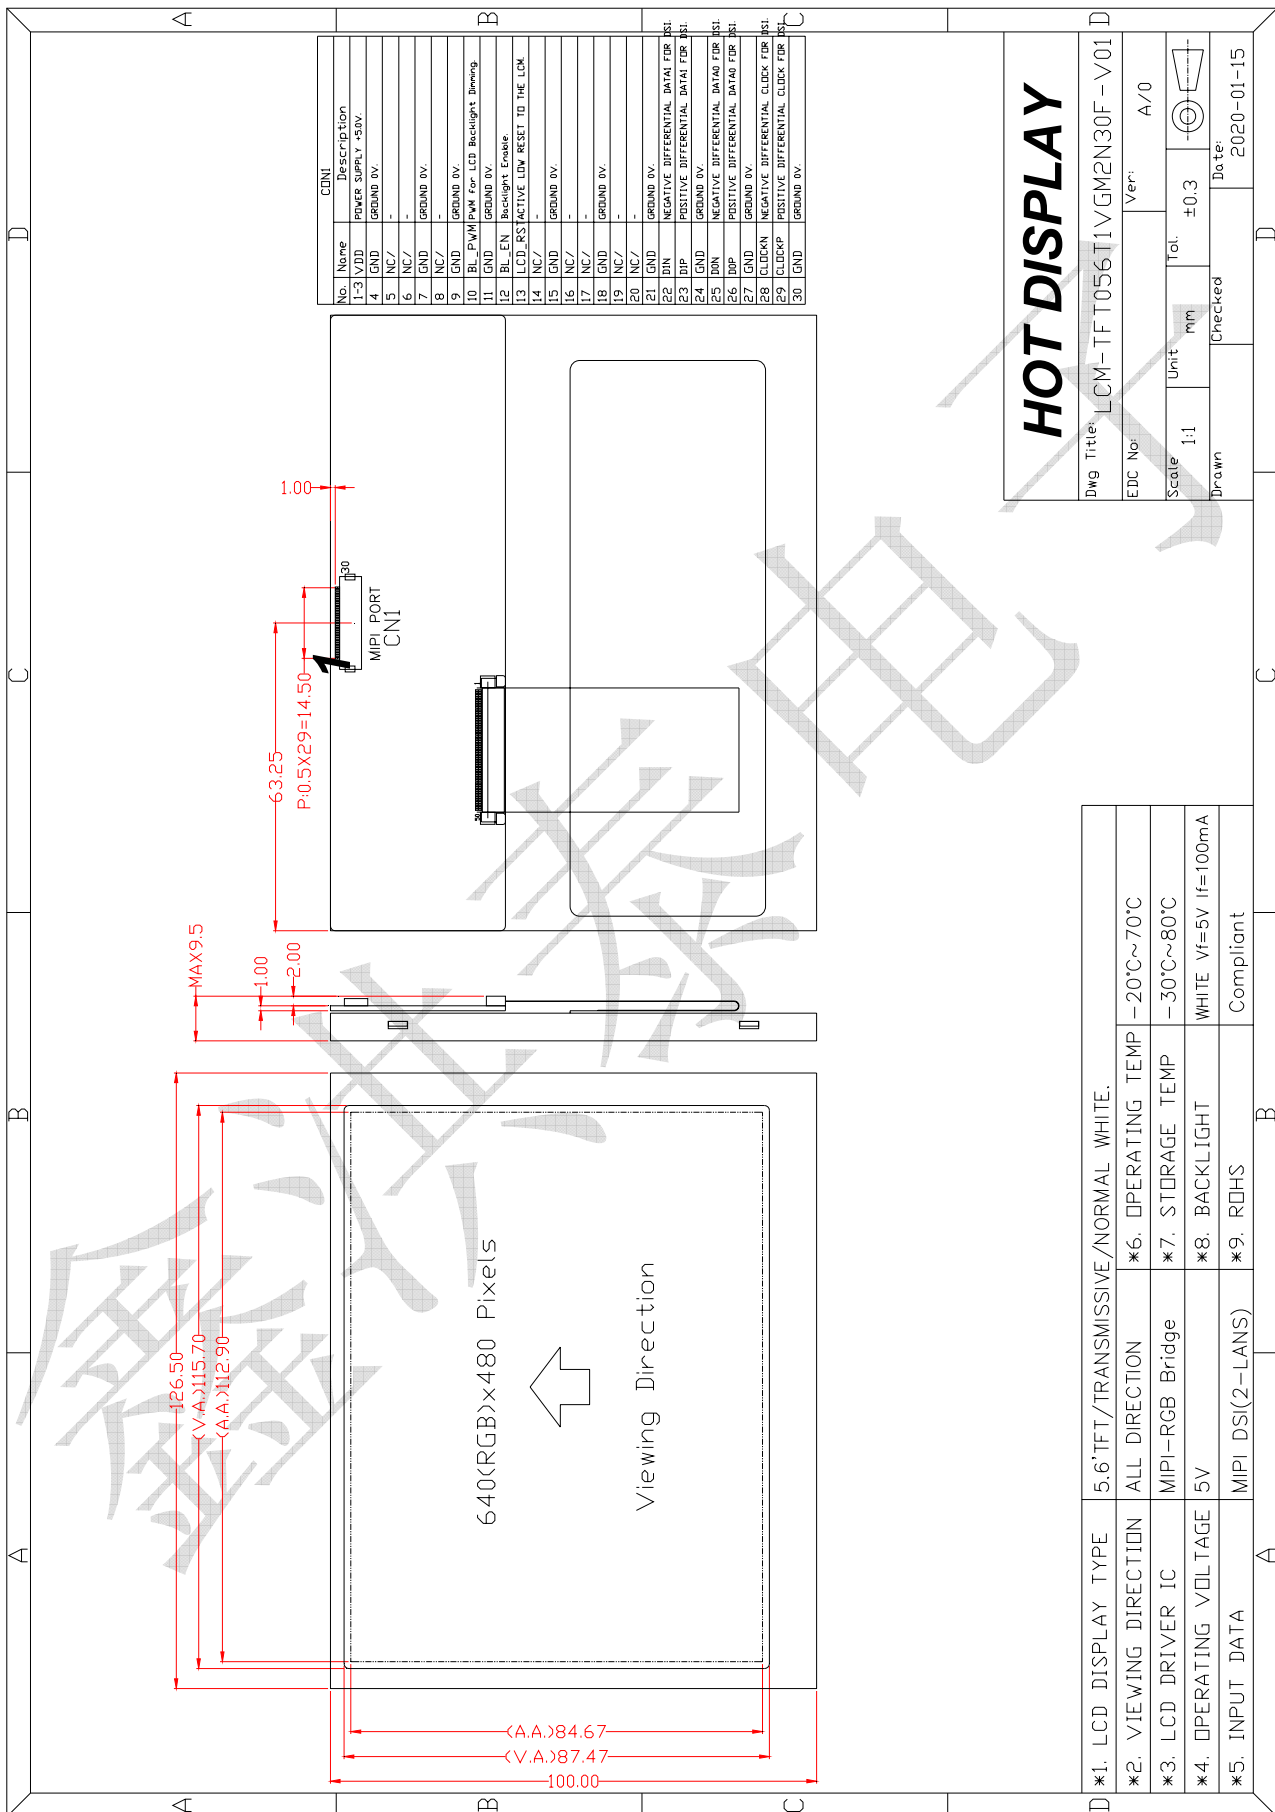 A
B
C
D
126.50
(V.A.)115.70
(A.A.)112.90
(A.A.)84.67
(V.A.)87.47
100.00
640(RGB)x480 Pixels
Viewing Direction
MAX9.5
1.00
2.00
63.25
P:0.5X29=14.50
1.00
1
30
MIPI PORT
CN1
50
1
CON1
No. Name Description
1-3 VDD POWER SUPPLY +5.0V.
4 GND GROUND 0V.
5 NC/ -
6 NC/ -
7 GND GROUND 0V.
8 NC/ -
9 GND GROUND 0V.
10 BL_PWM PWM For LCD Backlight Dimming.
11 GND GROUND 0V.
12 BL_EN Backlight Enable.
13 LCD_RST ACTIVE LOW RESET TO THE LCM.
14 NC/ -
15 GND GROUND 0V.
16 NC/ -
17 NC/ -
18 GND GROUND 0V.
19 NC/ -
20 NC/ -
21 GND GROUND 0V.
22 D1N NEGATIVE DIFFERENTIAL DATA1 FOR DSI.
23 D1P POSITIVE DIFFERENTIAL DATA1 FOR DSI.
24 GND GROUND 0V.
25 D0N NEGATIVE DIFFERENTIAL DATA0 FOR DSI.
26 D0P POSITIVE DIFFERENTIAL DATA0 FOR DSI.
27 GND GROUND 0V.
28 CLOCKN NEGATIVE DIFFERENTIAL CLOCK FOR DSI.
29 CLOCKP POSITIVE DIFFERENTIAL CLOCK FOR DSI.
30 GND GROUND 0V.
*1. LCD DISPLAY TYPE 5.6'TFT/TRANSMISSIVE/NORMAL WHITE.
*2. VIEWING DIRECTION ALL DIRECTION *6. OPERATING TEMP -20°C~70°C
*3. LCD DRIVER IC MIPI-RGB Bridge *7. STORAGE TEMP -30°C~80°C
*4. OPERATING VOLTAGE 5V *8. BACKLIGHT WHITE Vf=5V If=100mA
*5. INPUT DATA MIPI DSI(2-LANS) *9. ROHS Compliant
HOT DISPLAY
Dwg Title: LCM-TFT056T1VGM2N30F-V01
EDC No: Ver: A/0
Scale 1:1 Unit mm Tol. ±0.3
Drawn Checked Date: 2020-01-15
A
B
C
D
鑫洪泰电子